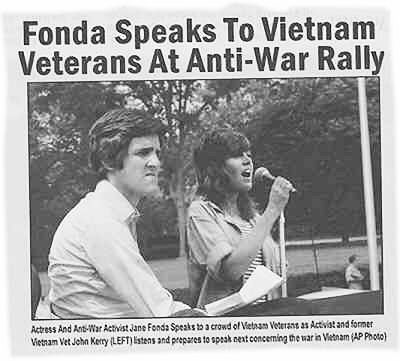 Fonda Speaks To Vietnam
Veterans At Anti-War Rally
Actress And Anti-War Activist Jane Fonda Speaks to a crowd of Vietnam Veterans as Activist and former
Vietnam Vet John Kerry (LEFT) listens and prepares to speak next concerning the war in Vietnam (AP Photo)